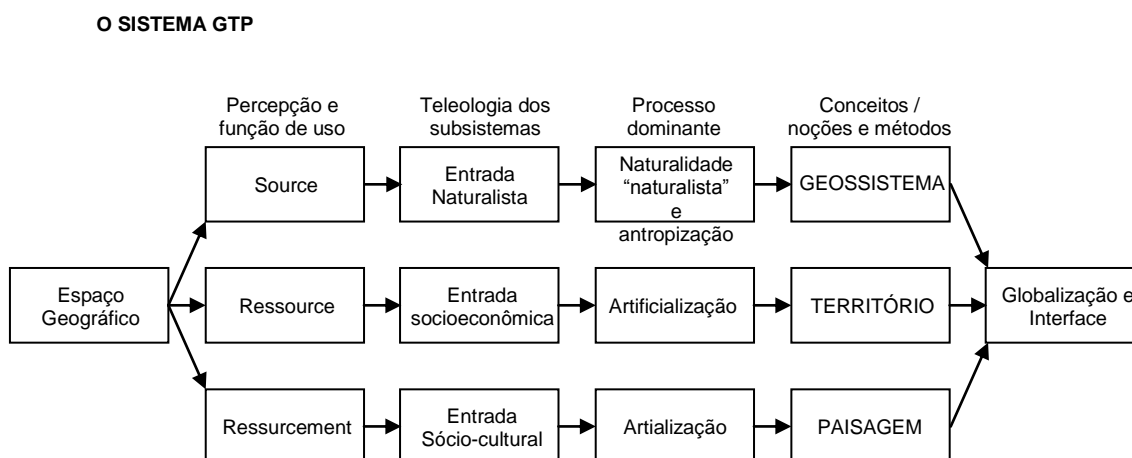 O SISTEMA GTP
Percepção e
função de uso
Teleologia dos
subsistemas
Processo
dominante
Conceitos /
noções e métodos
Source
Entrada
Naturalista
Naturalidade
“naturalista”
e
antropização
GEOSSISTEMA
Espaço
Geográfico
Ressource
Entrada
socioeconômica
Artificialização
TERRITÓRIO
Globalização e
Interface
Ressurcement
Entrada
Sócio-cultural
Artialização
PAISAGEM